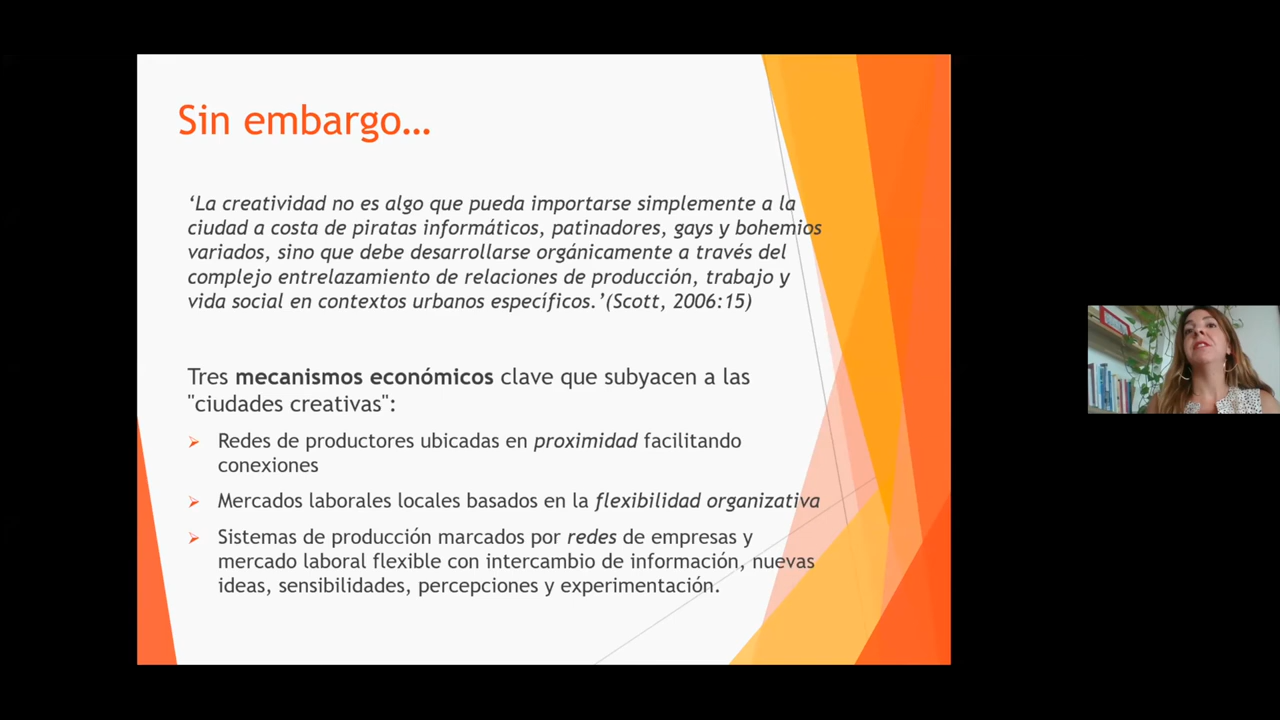 Sin embargo…
‘La creatividad no es algo que pueda importarse simplemente a la
ciudad a costa de piratas informáticos, patinadores, gays y bohemios
variados, sino que debe desarrollarse orgánicamente a través del
complejo entrelazamiento de relaciones de producción, trabajo y
vida social en contextos urbanos específicos.’(Scott, 2006:15)
Tres mecanismos económicos clave que subyacen a las
"ciudades creativas":
Redes de productores ubicadas en proximidad facilitando
conexiones
Mercados laborales locales basados en la flexibilidad organizativa
Sistemas de producción marcados por redes de empresas y
mercado laboral flexible con intercambio de información, nuevas
ideas, sensibilidades, percepciones y experimentación.